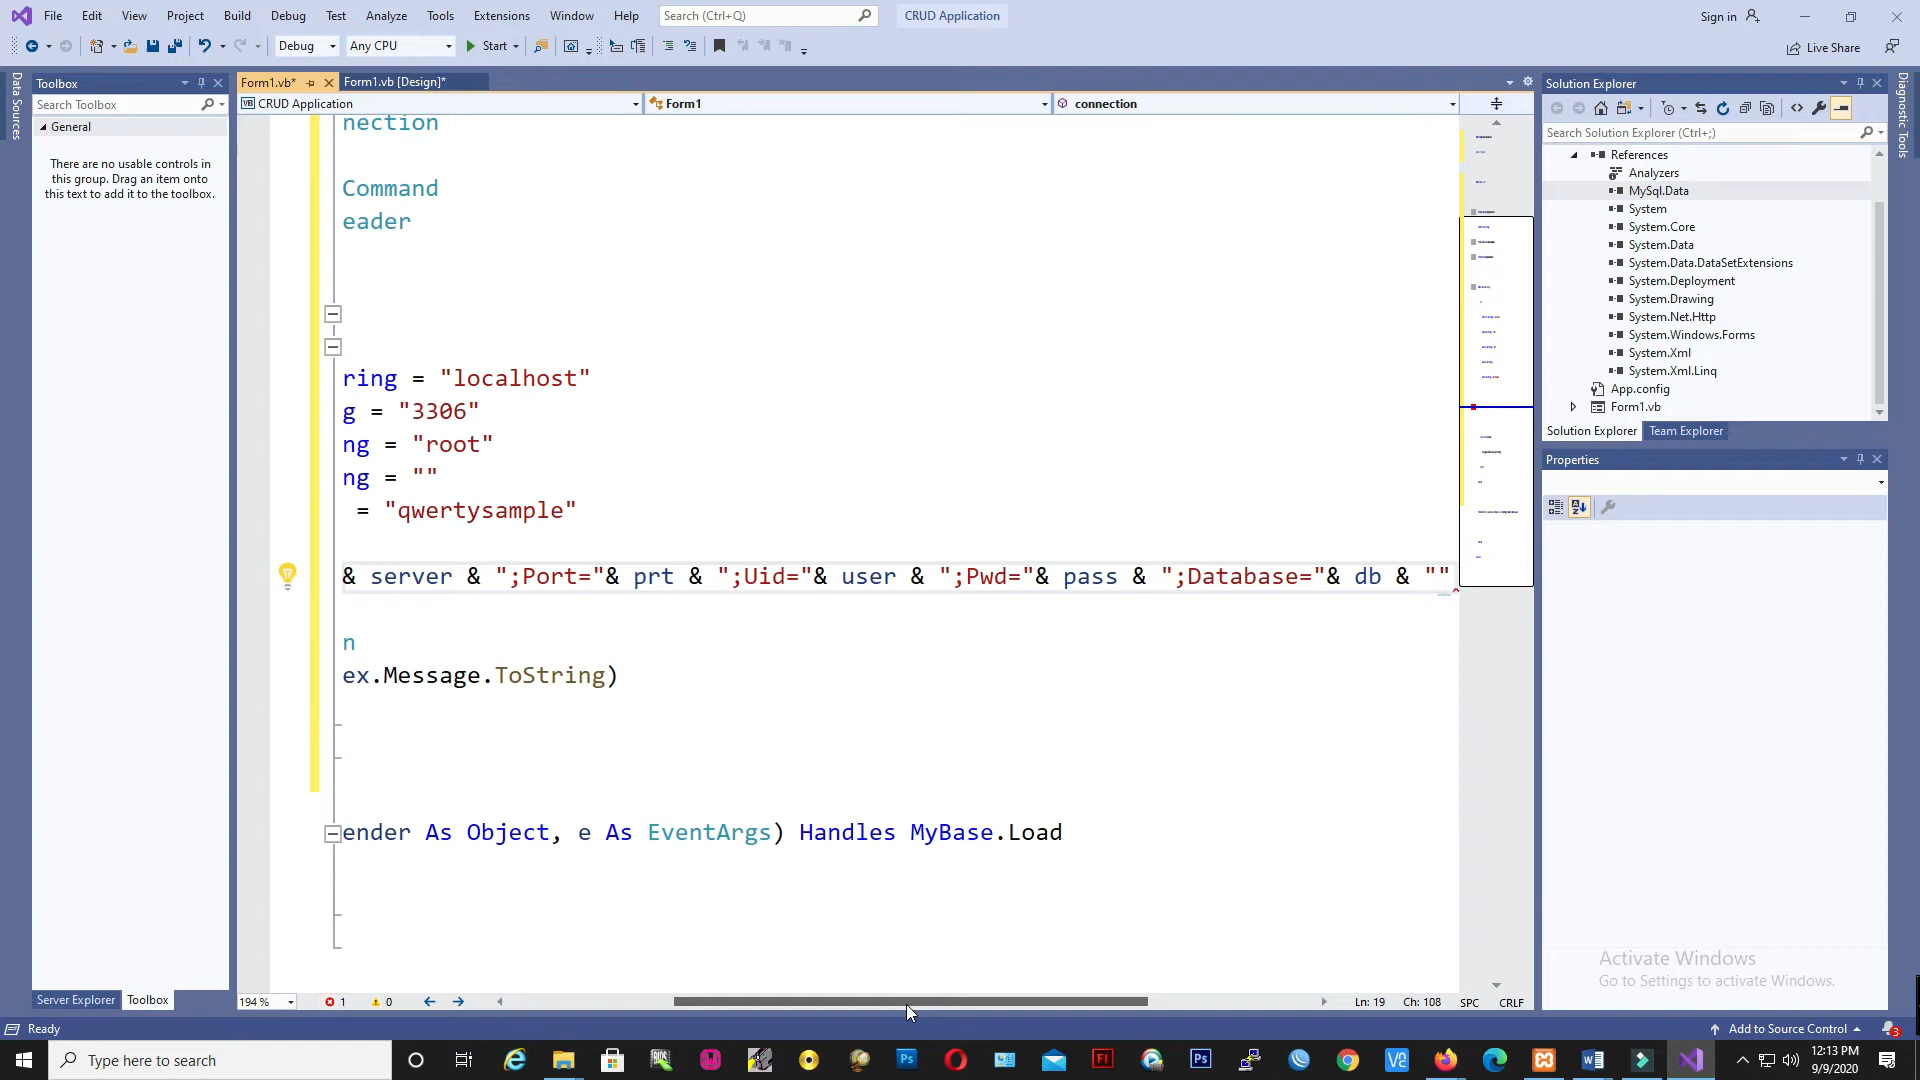 File Edit View Project Build Debug Test Analyze Tools Extensions Window Help Search (Ctrl+Q) CRUD Application Sign in
Debug Any CPU Start Live Share
Data Sources
Toolbox
Search Toolbox
General
There are no usable controls in
this group. Drag an item onto
this text to add it to the toolbox.
Server Explorer Toolbox
Form1.vb* Form1.vb [Design]*
VB CRUD Application Form1 connection
nection
Command
eader
ring = "localhost"
g = "3306"
ng = "root"
ng = ""
= "qwertysample"
& server & ";Port="& prt & ";Uid="& user & ";Pwd="& pass & ";Database="& db & ""
n
ex.Message.ToString)
ender As Object, e As EventArgs) Handles MyBase.Load
194 % 1 0 Ln: 19 Ch: 108 SPC CRLF
Solution Explorer
Search Solution Explorer (Ctrl+;)
References
Analyzers
MySql.Data
System
System.Core
System.Data
System.Data.DataSetExtensions
System.Deployment
System.Drawing
System.Net.Http
System.Windows.Forms
System.Xml
System.Xml.Linq
App.config
Form1.vb
Solution Explorer Team Explorer
Properties
Diagnostic Tools
Activate Windows
Go to Settings to activate Windows.
Ready Add to Source Control 3
Type here to search
12:13 PM
9/9/2020